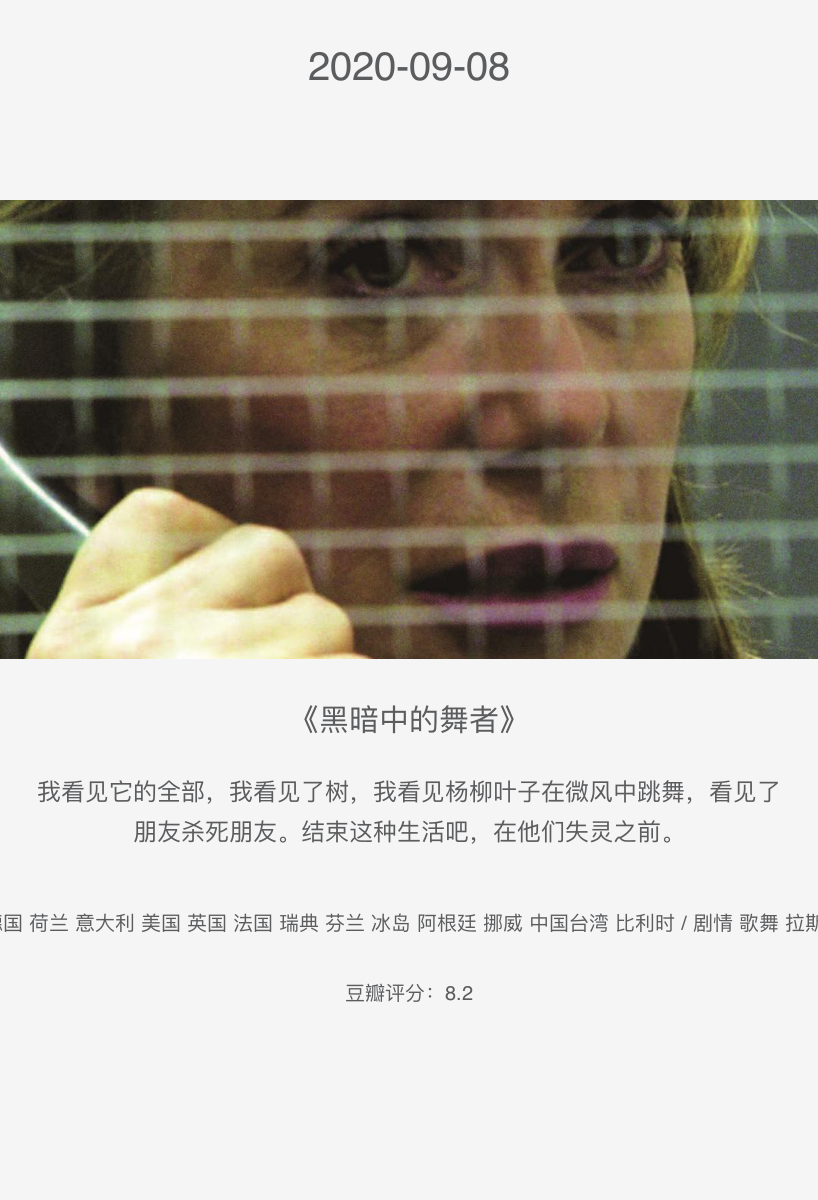 2020-09-08
《黑暗中的舞者》
我看见它的全部，我看见了树，我看见杨柳叶子在微风中跳舞，看见了
朋友杀死朋友。结束这种生活吧，在他们失灵之前。
国 荷兰 意大利 美国 英国 法国 瑞典 芬兰 冰岛 阿根廷 挪威 中国台湾 比利时 / 剧情 歌舞 拉斯
豆瓣评分：8.2